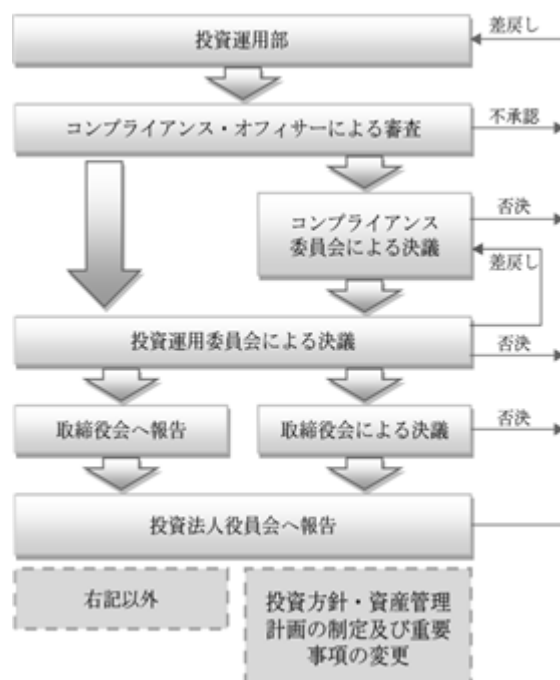 投資運用部
差戻し
コンプライアンス・オフィサーによる審査
不承認
コンプライアンス
委員会による決議
否決
差戻し
投資運用委員会による決議
否決
取締役会へ報告
取締役会による決議
否決
投資法人役員会へ報告
右記以外
投資方針・資産管理
計画の制定及び重要
事項の変更